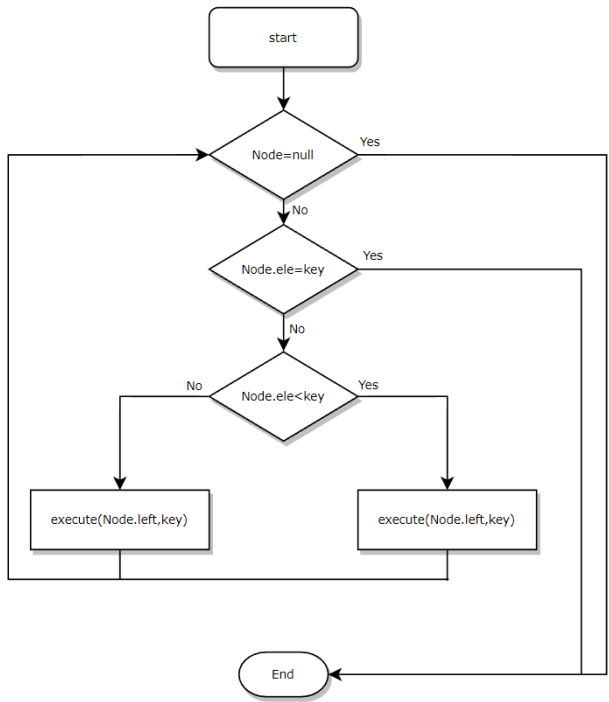 start
Node=null
Yes
No
Node.ele=key
Yes
No
Node.ele<key
No
Yes
execute(Node.left,key)
execute(Node.left,key)
End